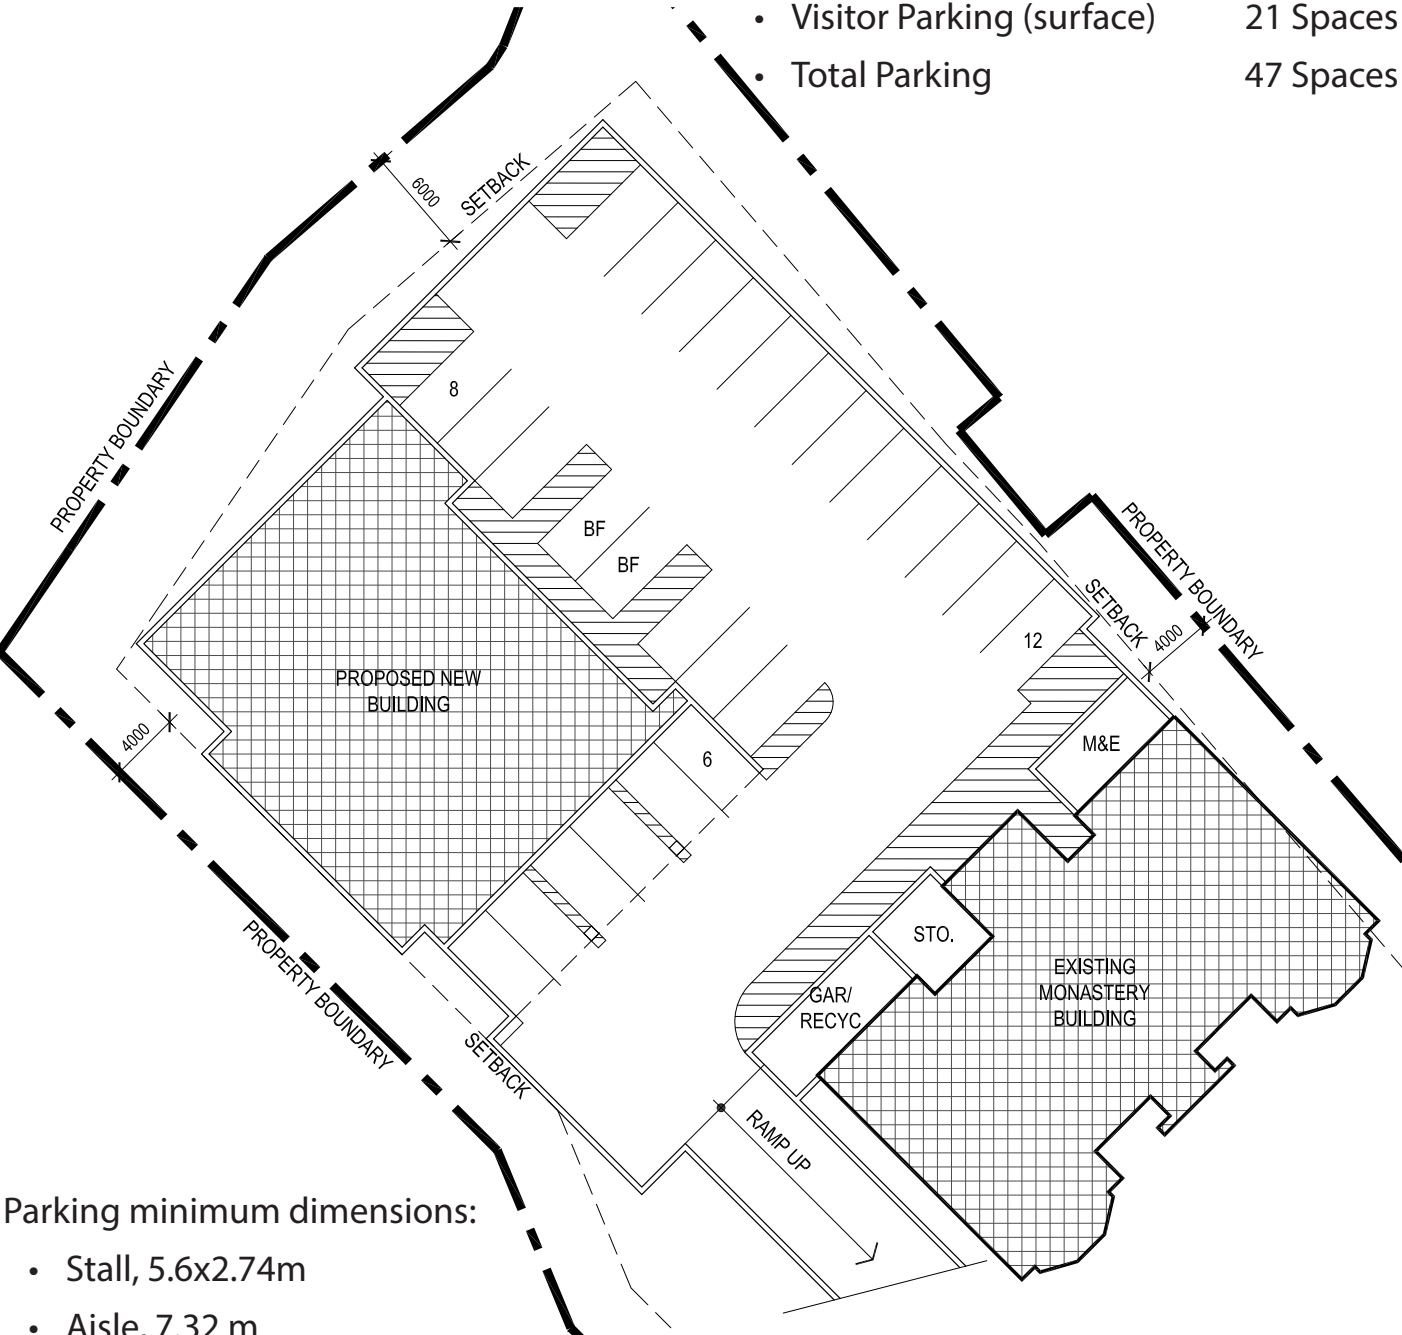 • Visitor Parking (surface) 21 Spaces
• Total Parking 47 Spaces
6000
SETBACK
PROPERTY BOUNDARY
8
BF
BF
PROPERTY BOUNDARY
SETBACK
4000
12
PROPOSED NEW
BUILDING
4000
6
M&E
STO.
PROPERTY BOUNDARY
EXISTING
MONASTERY
BUILDING
GAR/
RECYC
SETBACK
RAMP UP
Parking minimum dimensions:
• Stall, 5.6x2.74m
• Aisle, 7.32 m